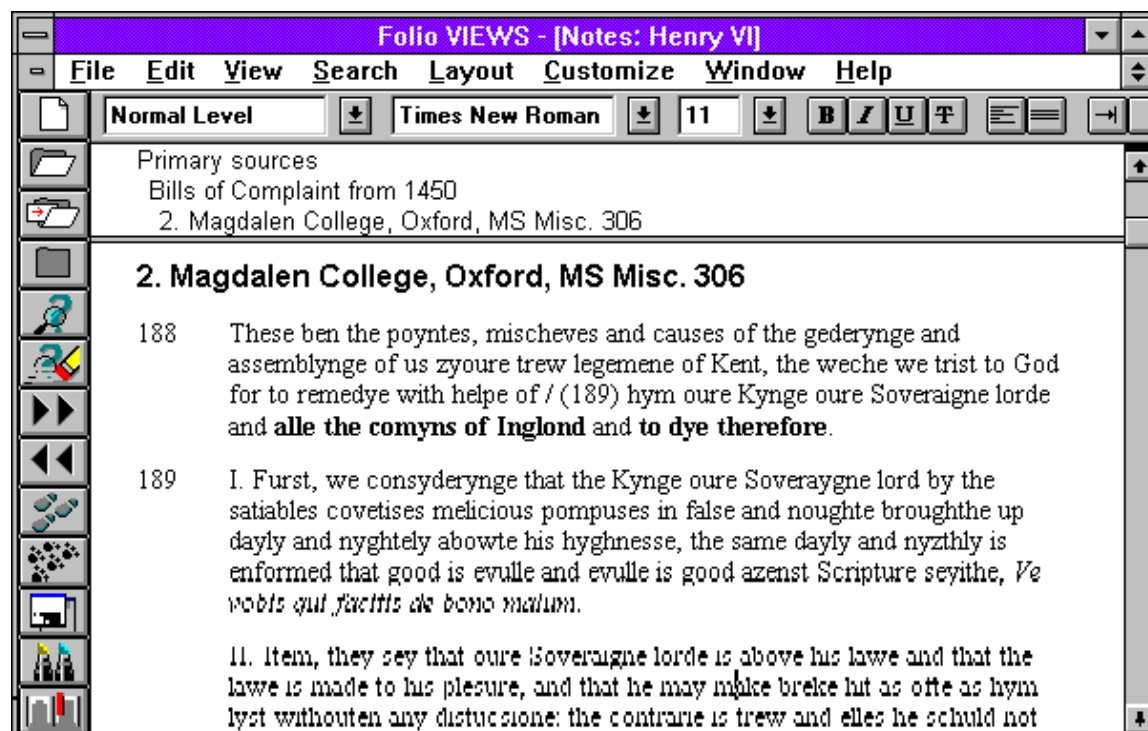 Folio VIEWS - [Notes: Henry VI]
File Edit View Search Layout Customize Window Help
Normal Level Times New Roman 11 B I U T
Primary sources
Bills of Complaint from 1450
2. Magdalen College, Oxford, MS Misc. 306
2. Magdalen College, Oxford, MS Misc. 306
188 These ben the poyntes, mischeves and causes of the gederynge and
assemblynge of us zyoure trew legemene of Kent, the weche we trist to God
for to remedye with helpe of / (189) hym oure Kynge oure Soveraigne lorde
and alle the comyns of Inglond and to dye therefore.
189 I. Furst, we consyderynge that the Kynge oure Soveraygne lord by the
satiables covetises melicious pompuses in false and noughte broughthe up
dayly and nyghtely abowte his hyghnesse, the same dayly and nyzthly is
enformed that good is evulle and evulle is good azenst Scripture seyithe, Ve
vobis qui facitis de bono malum.
II. Item, they sey that oure Soveraigne lorde is above his lawe and that the
lawe is made to his plesure, and that he may make breke hit as ofte as hym
lyst withouten any distucsione: the contrarie is trew and elles he schuld not